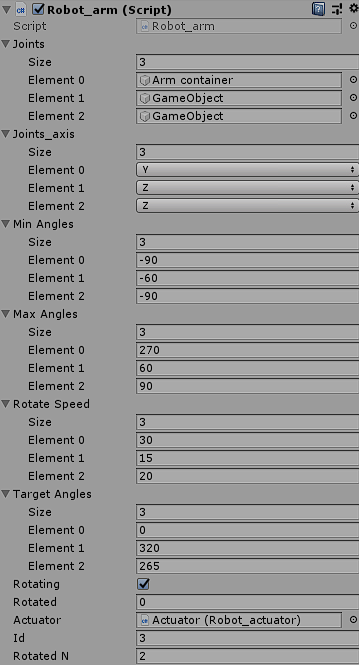 Robot_arm (Script)
Script Robot_arm
Joints
Size 3
Element 0 Arm container
Element 1 GameObject
Element 2 GameObject
Joints_axis
Size 3
Element 0 Y
Element 1 Z
Element 2 Z
Min Angles
Size 3
Element 0 -90
Element 1 -60
Element 2 -90
Max Angles
Size 3
Element 0 270
Element 1 60
Element 2 90
Rotate Speed
Size 3
Element 0 30
Element 1 15
Element 2 20
Target Angles
Size 3
Element 0 0
Element 1 320
Element 2 265
Rotating
Rotated 0
Actuator Actuator (Robot_actuator)
Id 3
Rotated N 2